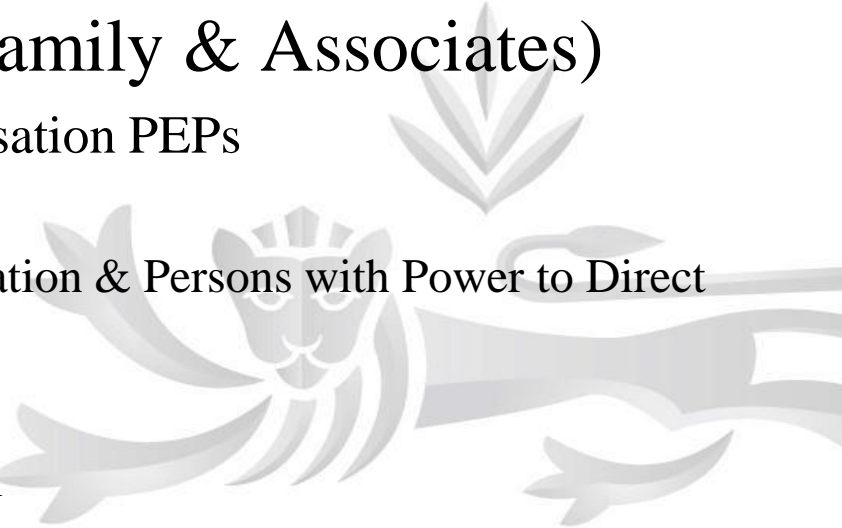 amily & Associates)
sation PEPs
ation & Persons with Power to Direct